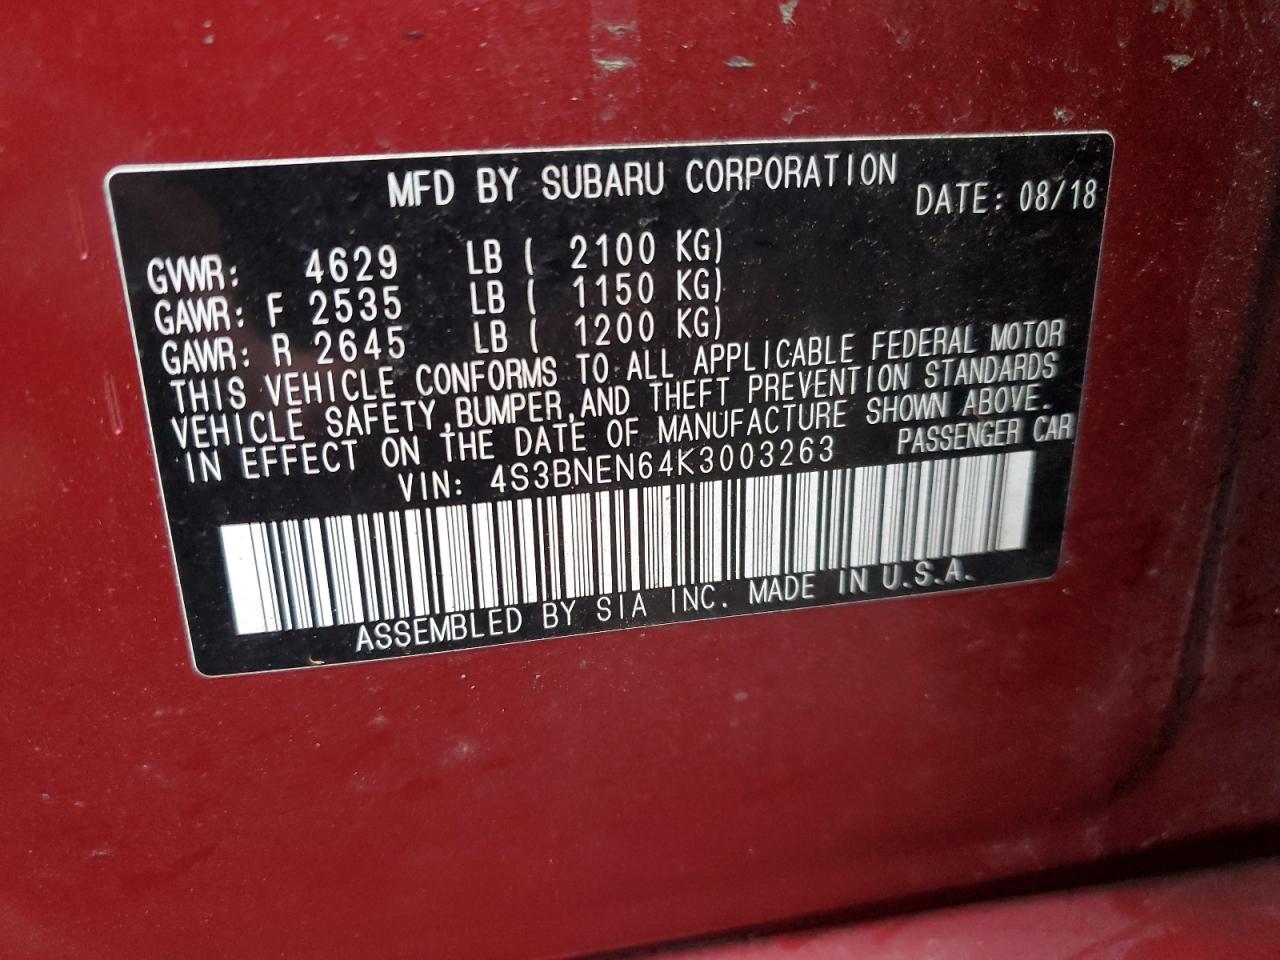 MFD BY SUBARU CORPORATION DATE: 08/18
GVWR: 4629 LB ( 2100 KG)
GAWR: F 2535 LB ( 1150 KG)
GAWR: R 2645 LB ( 1200 KG)
THIS VEHICLE CONFORMS TO ALL APPLICABLE FEDERAL MOTOR
VEHICLE SAFETY, BUMPER, AND THEFT PREVENTION STANDARDS
IN EFFECT ON THE DATE OF MANUFACTURE SHOWN ABOVE.
VIN: 4S3BNEN64K3003263 PASSENGER CAR
ASSEMBLED BY SIA INC. MADE IN U.S.A.